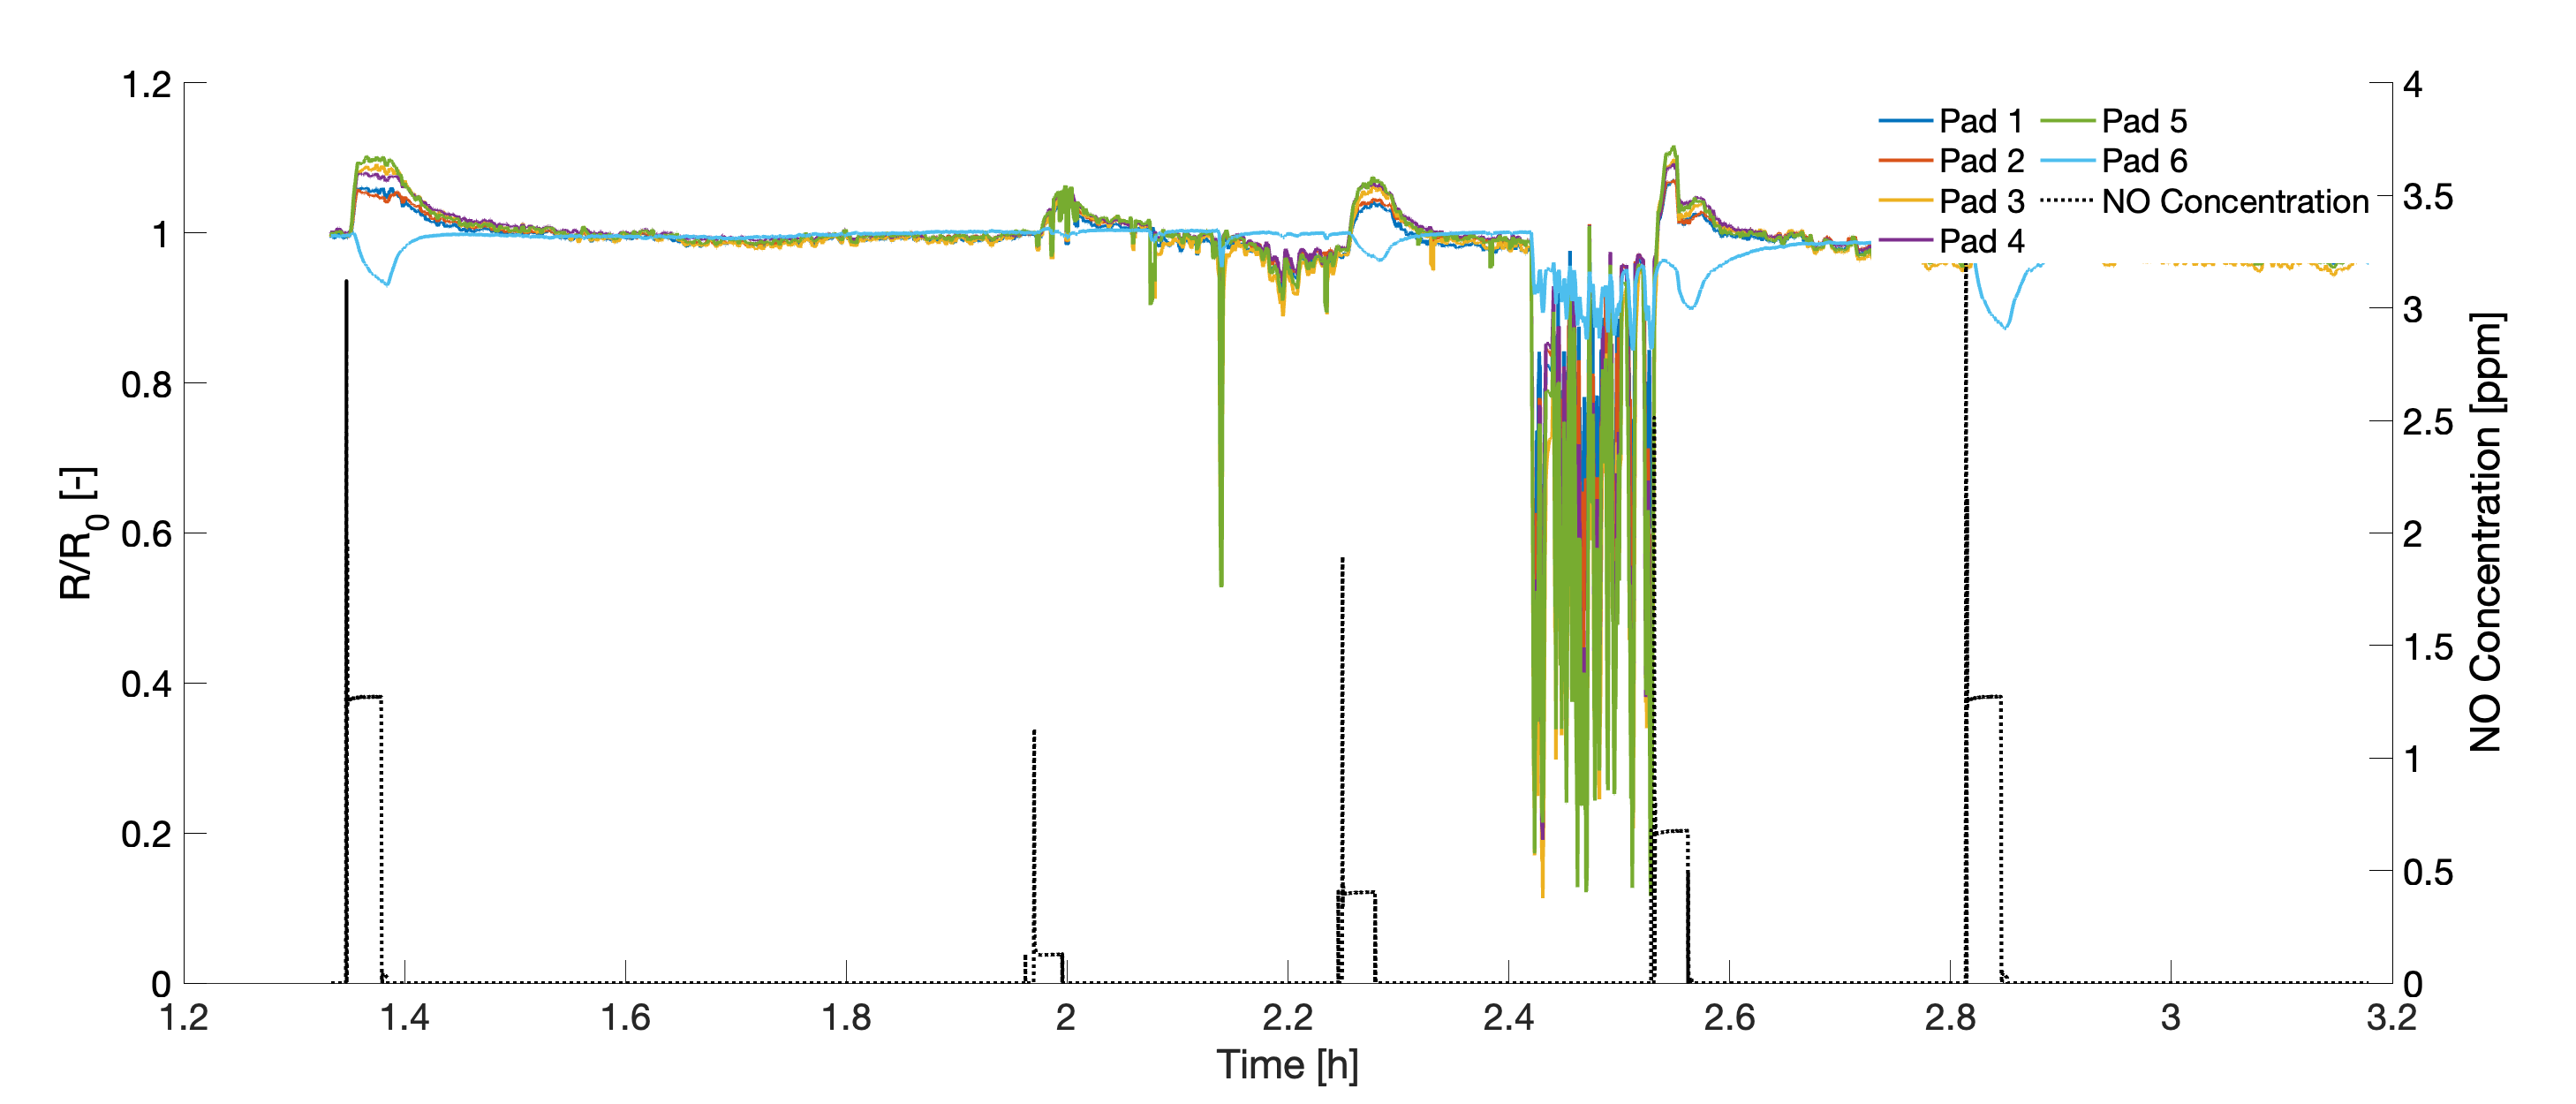 1.2
1
0.8
0.6
0.4
0.2
0
R/R0 [-]
4
3.5
3
2.5
2
1.5
1
0.5
0
NO Concentration [ppm]
Pad 1
Pad 2
Pad 3
Pad 4
Pad 5
Pad 6
NO Concentration
1.2 1.4 1.6 1.8 2 2.2 2.4 2.6 2.8 3 3.2
Time [h]